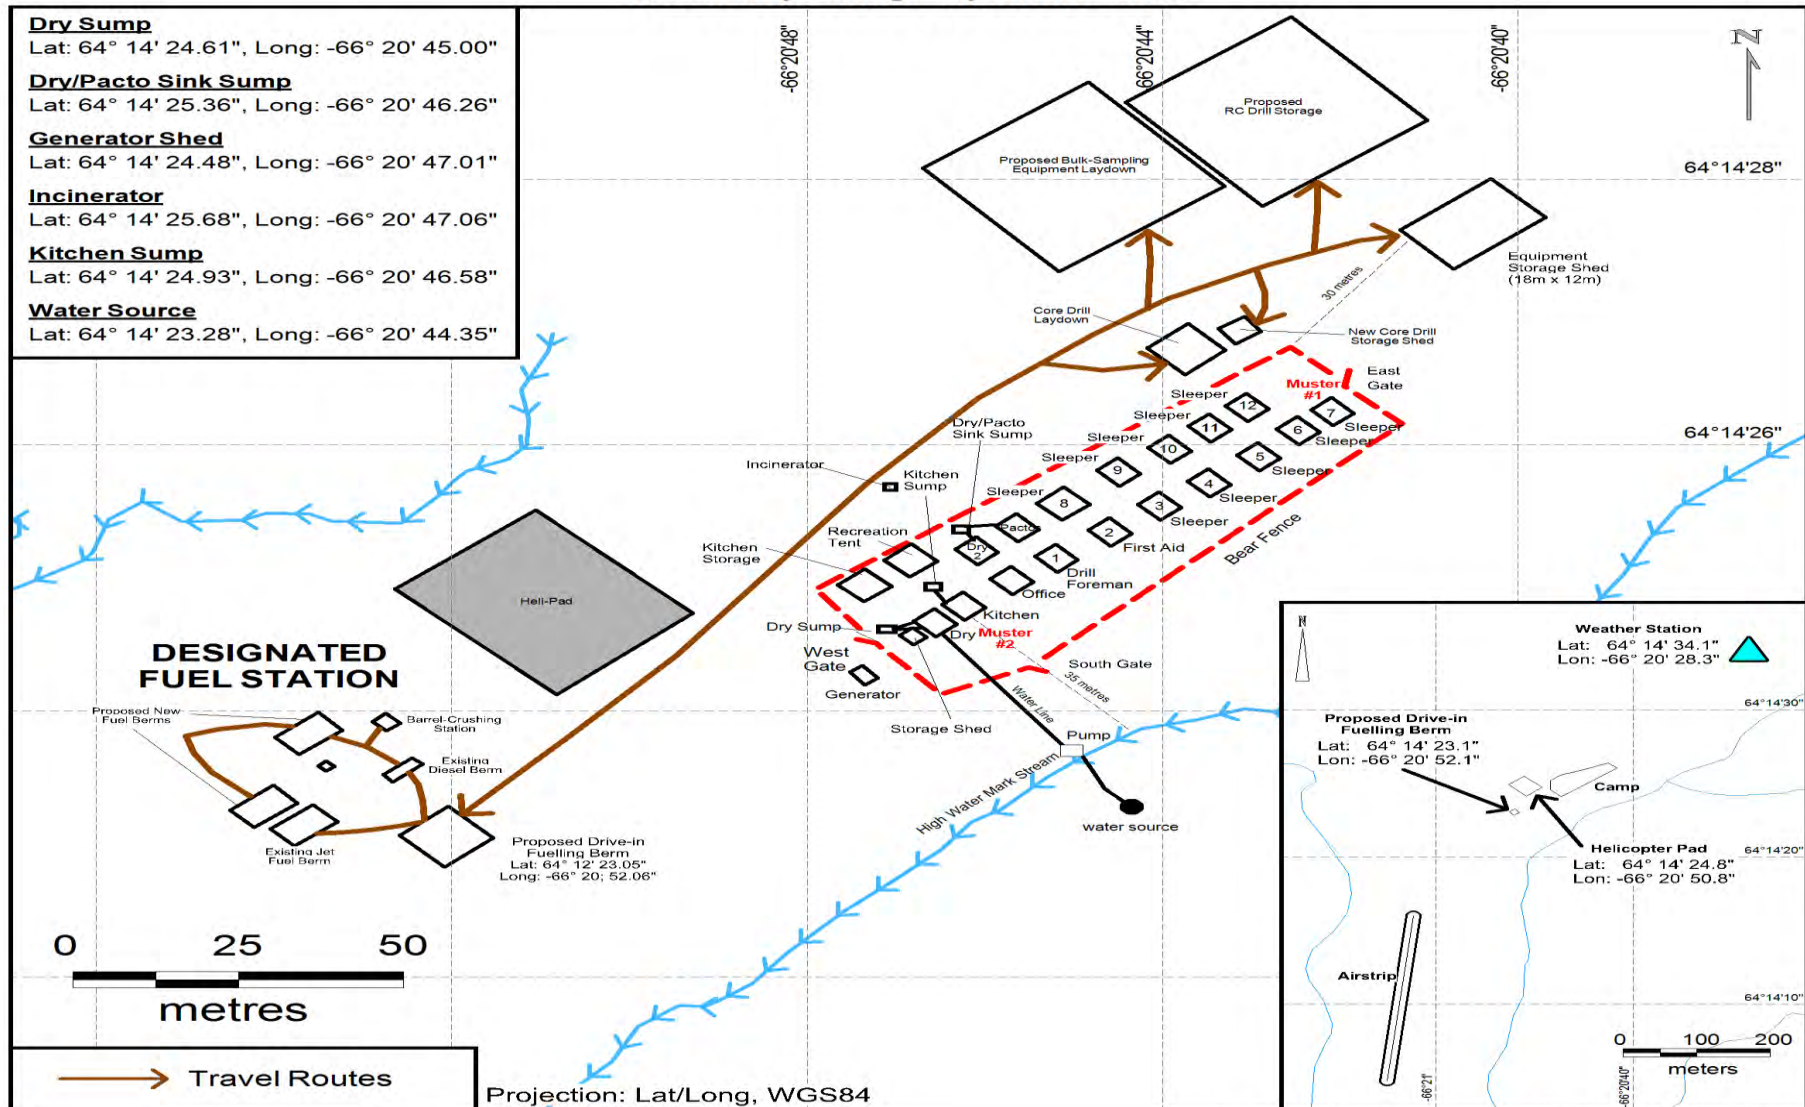 Dry Sump
Lat: 64° 14' 24.61", Long: -66° 20' 45.00"
Dry/Pacto Sink Sump
Lat: 64° 14' 25.36", Long: -66° 20' 46.26"
Generator Shed
Lat: 64° 14' 24.48", Long: -66° 20' 47.01"
Incinerator
Lat: 64° 14' 25.68", Long: -66° 20' 47.06"
Kitchen Sump
Lat: 64° 14' 24.93", Long: -66° 20' 46.58"
Water Source
Lat: 64° 14' 23.28", Long: -66° 20' 44.35"
-66°20'48"
-66°20'44"
-66°20'40"
N
64°14'28"
64°14'26"
Proposed
RC Drill Storage
Proposed Bulk-Sampling
Equipment Laydown
Equipment
Storage Shed
(18m x 12m)
30 metres
Core Drill
Laydown
New Core Drill
Storage Shed
East
Gate
Muster
#1
Sleeper
12
7
Sleeper
Sleeper
11
6
Sleeper
Sleeper
10
5
Sleeper
Sleeper
9
4
Sleeper
Sleeper
8
3
Sleeper
2
First Aid
1
Drill
Foreman
Office
Pacto
Dry
2
Dry/Pacto
Sink Sump
Incinerator
Kitchen
Sump
Recreation
Tent
Kitchen
Storage
Kitchen
Dry Sump
Dry
Muster
#2
West
Gate
Generator
Storage Shed
South Gate
35 metres
Water Line
Bear Fence
Pump
High Water Mark Stream
water source
Heli-Pad
DESIGNATED
FUEL STATION
Proposed New
Fuel Berms
Barrel-Crushing
Station
Existing
Diesel Berm
Existing Jet
Fuel Berm
Proposed Drive-in
Fuelling Berm
Lat: 64° 12' 23.05"
Long: -66° 20; 52.06"
0 25 50
metres
Travel Routes
Projection: Lat/Long, WGS84
N
Weather Station
Lat: 64° 14' 34.1"
Lon: -66° 20' 28.3"
64°14'30"
Proposed Drive-in
Fuelling Berm
Lat: 64° 14' 23.1"
Lon: -66° 20' 52.1"
Camp
Helicopter Pad
Lat: 64° 14' 24.8"
Lon: -66° 20' 50.8"
64°14'20"
Airstrip
64°14'10"
0 100 200
meters
-66°21'
-66°20'40"